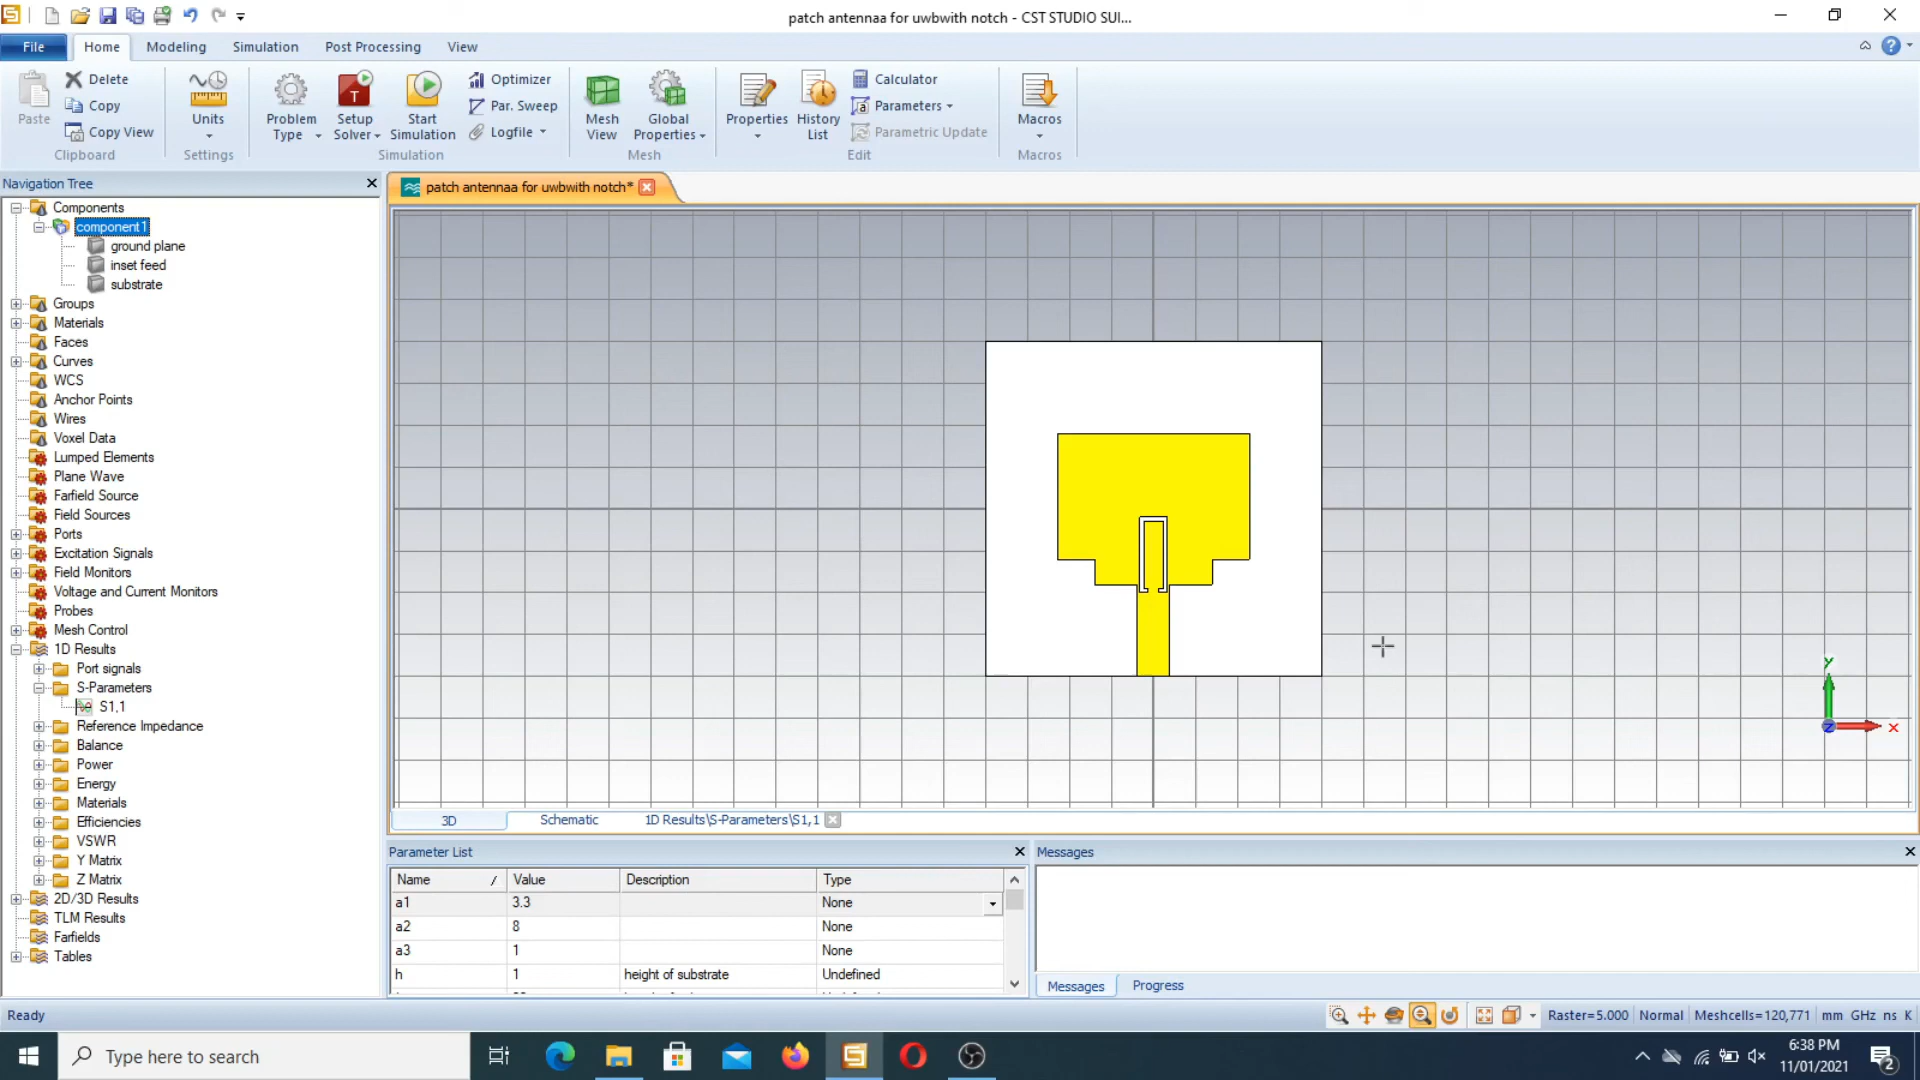 patch antennaa for uwbwith notch - CST STUDIO SUI...
File Home Modeling Simulation Post Processing View
Paste
Delete
Copy
Copy View
Clipboard
Units
Settings
Problem Type
Setup Solver
Start Simulation
Optimizer
Par. Sweep
Logfile
Simulation
Mesh View
Global Properties
Mesh
Properties
History List
Calculator
Parameters
Parametric Update
Edit
Macros
Macros
Navigation Tree
Components
component1
ground plane
inset feed
substrate
Groups
Materials
Faces
Curves
WCS
Anchor Points
Wires
Voxel Data
Lumped Elements
Plane Wave
Farfield Source
Field Sources
Ports
Excitation Signals
Field Monitors
Voltage and Current Monitors
Probes
Mesh Control
1D Results
Port signals
S-Parameters
S1,1
Reference Impedance
Balance
Power
Energy
Materials
Efficiencies
VSWR
Y Matrix
Z Matrix
2D/3D Results
TLM Results
Farfields
Tables
patch antennaa for uwbwith notch*
y
z x
3D Schematic 1D Results\S-Parameters\S1,1
Parameter List
Name / Value Description Type
a1 3.3 None
a2 8 None
a3 1 None
h 1 height of substrate Undefined
Messages
Messages Progress
Ready
Raster=5.000 Normal Meshcells=120,771 mm GHz ns K
Type here to search
6:38 PM
11/01/2021
2